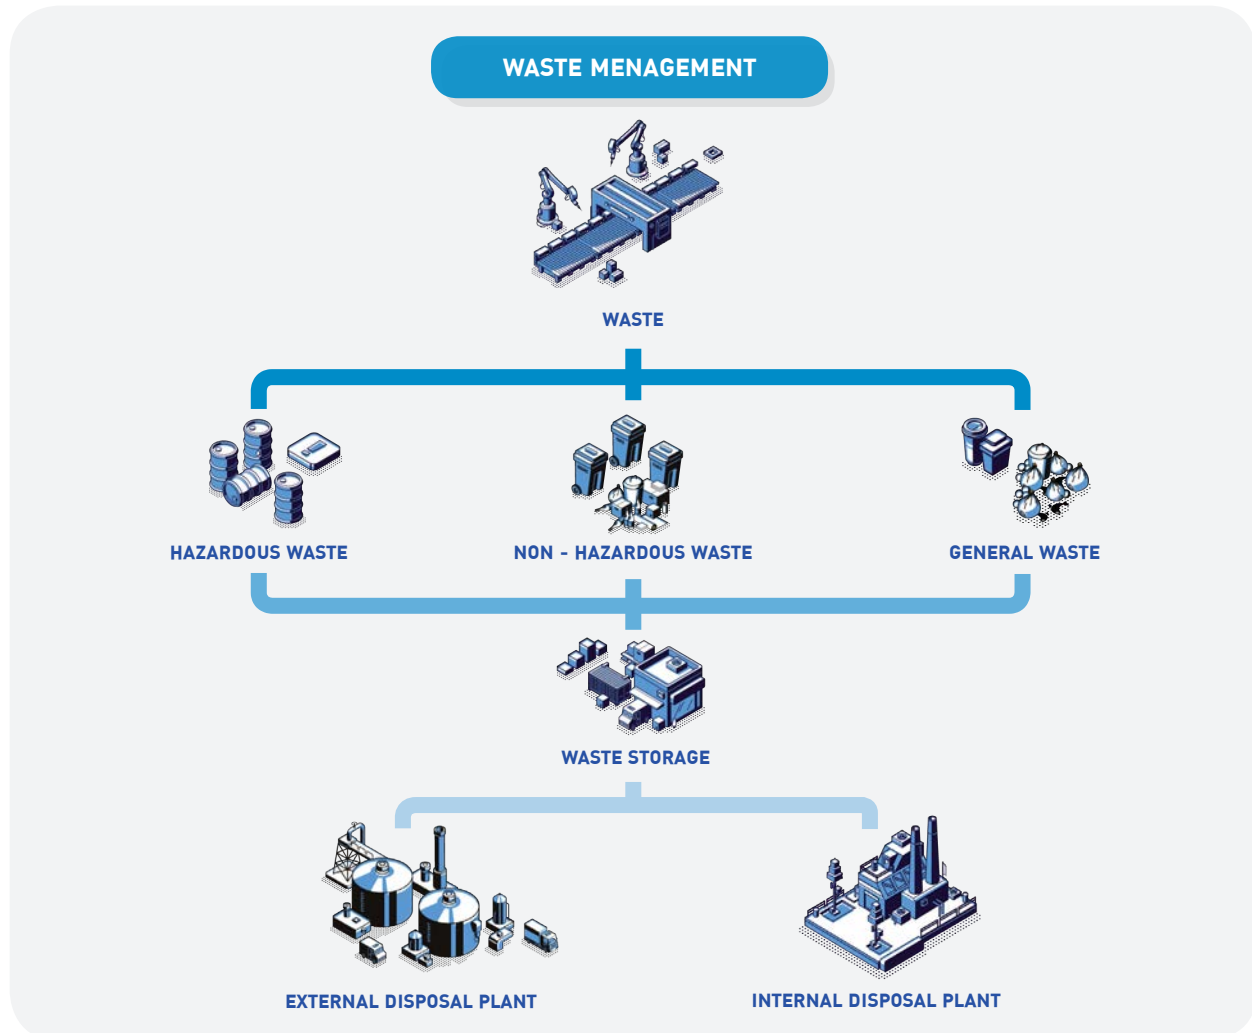 WASTE MENAGEMENT
WASTE
HAZARDOUS WASTE
NON - HAZARDOUS WASTE
GENERAL WASTE
WASTE STORAGE
EXTERNAL DISPOSAL PLANT
INTERNAL DISPOSAL PLANT